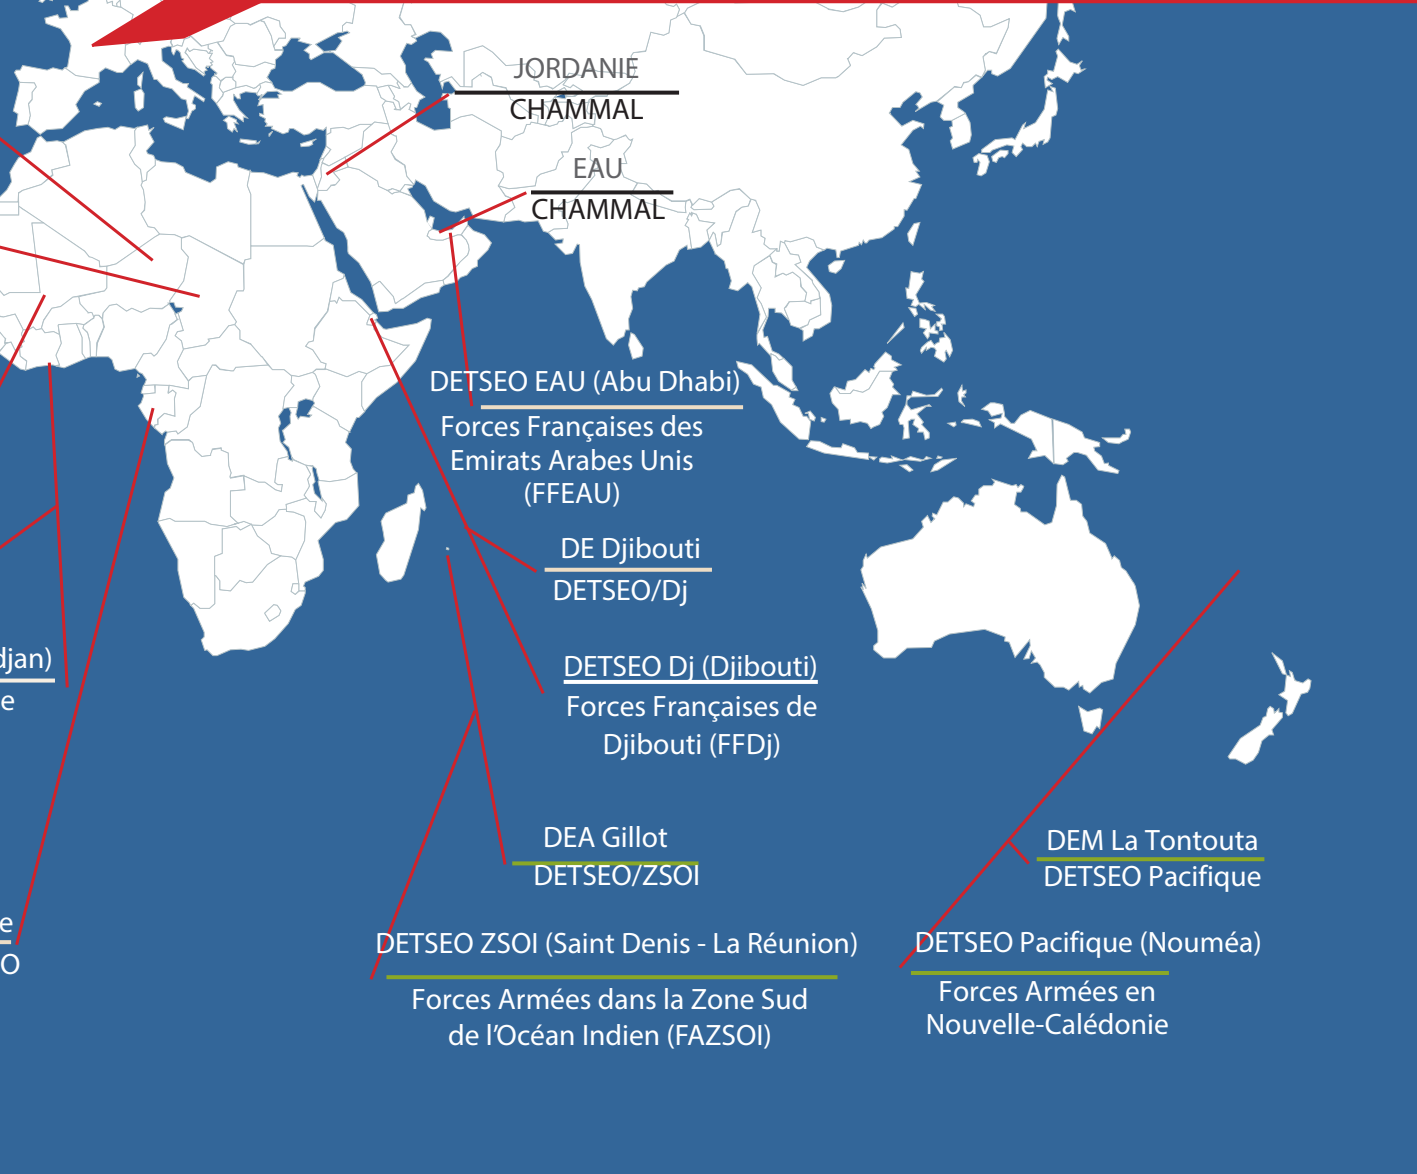 JORDANIE
CHAMMAL
EAU
CHAMMAL
DETSEO EAU (Abu Dhabi)
Forces Françaises des
Emirats Arabes Unis
(FFEAU)
DE Djibouti
DETSEO/Dj
djan)
e
DETSEO Dj (Djibouti)
Forces Françaises de
Djibouti (FFDj)
DEA Gillot
DETSEO/ZSOI
DEM La Tontouta
DETSEO Pacifique
e
O
DETSEO ZSOI (Saint Denis - La Réunion)
Forces Armées dans la Zone Sud
de l'Océan Indien (FAZSOI)
DETSEO Pacifique (Nouméa)
Forces Armées en
Nouvelle-Calédonie